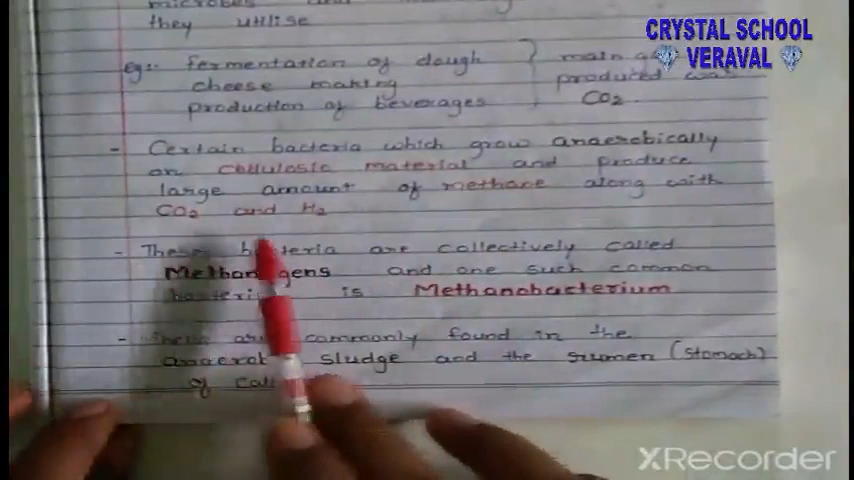 they utilise
CRYSTAL SCHOOL
VERAVAL
eg:- fermentation of dough
cheese making
production of beverages
main
produced was
CO2.
- Certain bacteria which grow anaerobically
on cellulosic material and produce
large amount of methane along with
CO2 and H2
- These bacteria are collectively called
Methanogens and one such common
is Methanobacterium
- commonly found in the
sludge and the rumen (stomach)
of
XRecorder